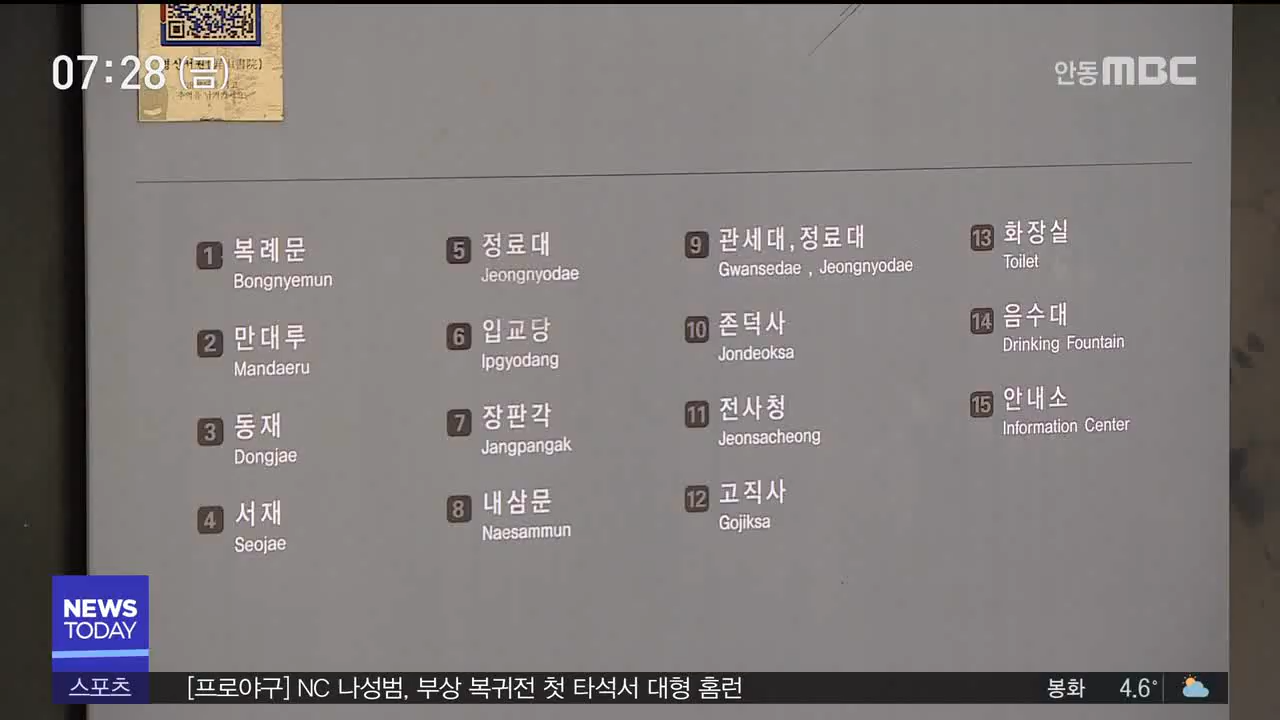 07:28 (금)
안동MBC
1 복례문
Bongnyemun
2 만대루
Mandaeru
3 동재
Dongjae
4 서재
Seojae
5 정료대
Jeongnyodae
6 입교당
Ipgyodang
7 장판각
Jangpangak
8 내삼문
Naesammun
9 관세대,정료대
Gwansedae , Jeongnyodae
10 존덕사
Jondeoksa
11 전사청
Jeonsacheong
12 고직사
Gojiksa
13 화장실
Toilet
14 음수대
Drinking Fountain
15 안내소
Information Center
NEWS
TODAY
스포츠
[프로야구] NC 나성범, 부상 복귀전 첫 타석서 대형 홈런
봉화 4.6°